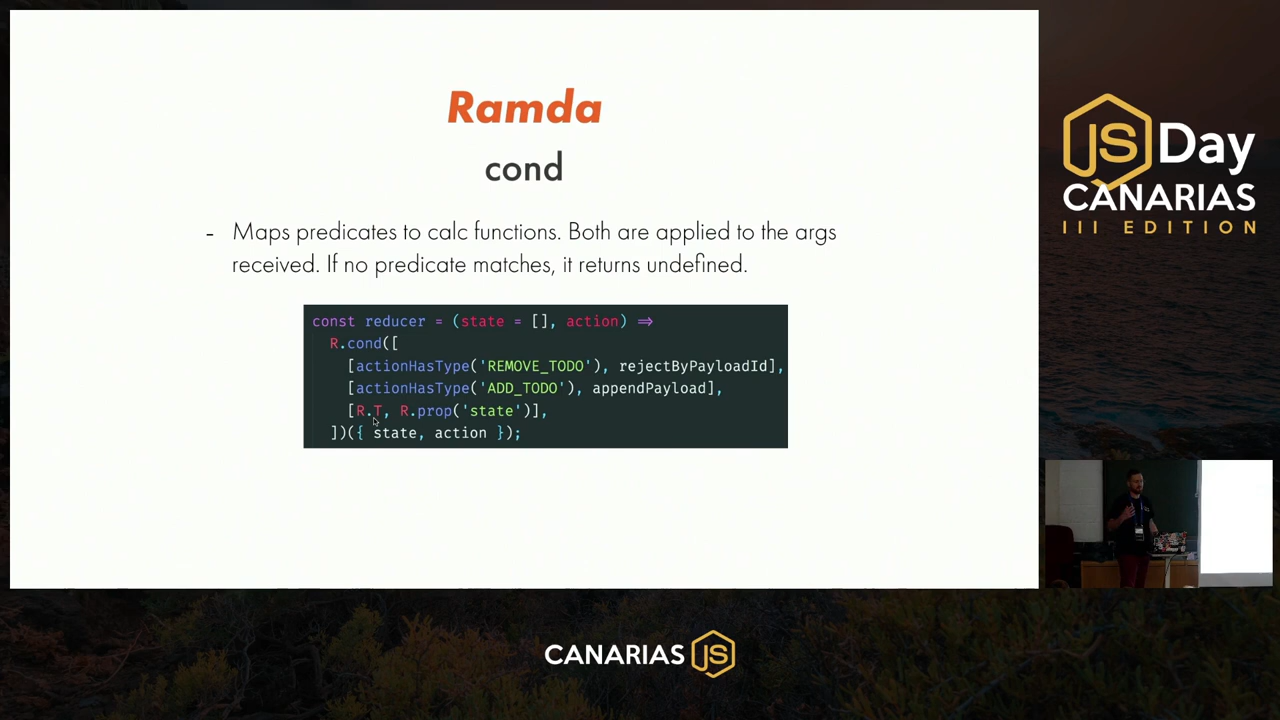 Ramda
cond
- Maps predicates to calc functions. Both are applied to the args
received. If no predicate matches, it returns undefined.
const reducer = (state = [], action) ⇒
R.cond([
[actionHasType('REMOVE_TODO'), rejectByPayloadId],
[actionHasType('ADD_TODO'), appendPayload],
[R.T, R.prop('state')],
])({ state, action });
JS Day
CANARIAS
III EDITION
CANARIAS JS